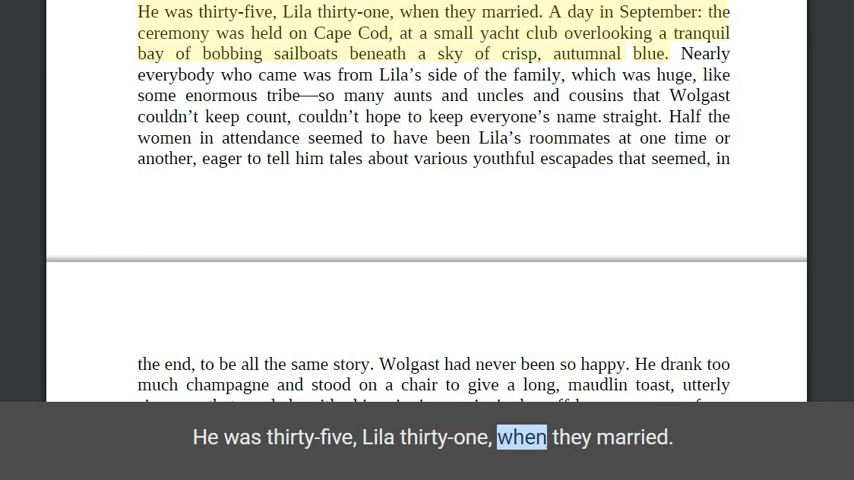 He was thirty-five, Lila thirty-one, when they married. A day in September: the
ceremony was held on Cape Cod, at a small yacht club overlooking a tranquil
bay of bobbing sailboats beneath a sky of crisp, autumnal blue. Nearly
everybody who came was from Lila’s side of the family, which was huge, like
some enormous tribe—so many aunts and uncles and cousins that Wolgast
couldn’t keep count, couldn’t hope to keep everyone’s name straight. Half the
women in attendance seemed to have been Lila’s roommates at one time or
another, eager to tell him tales about various youthful escapades that seemed, in
the end, to be all the same story. Wolgast had never been so happy. He drank too
much champagne and stood on a chair to give a long, maudlin toast, utterly
He was thirty-five, Lila thirty-one, when they married.